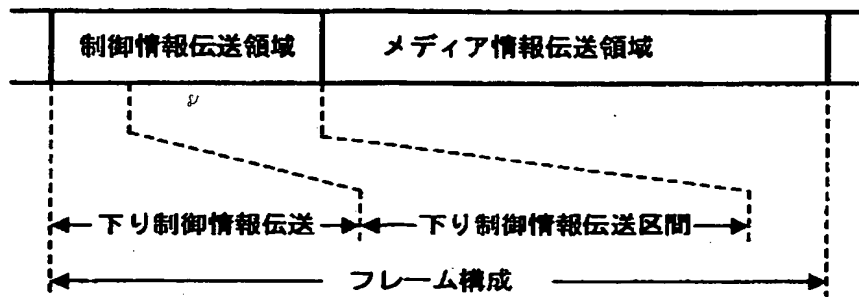 制御情報伝送領域 メディア情報伝送領域
下り制御情報伝送 下り制御情報伝送区間
フレーム構成